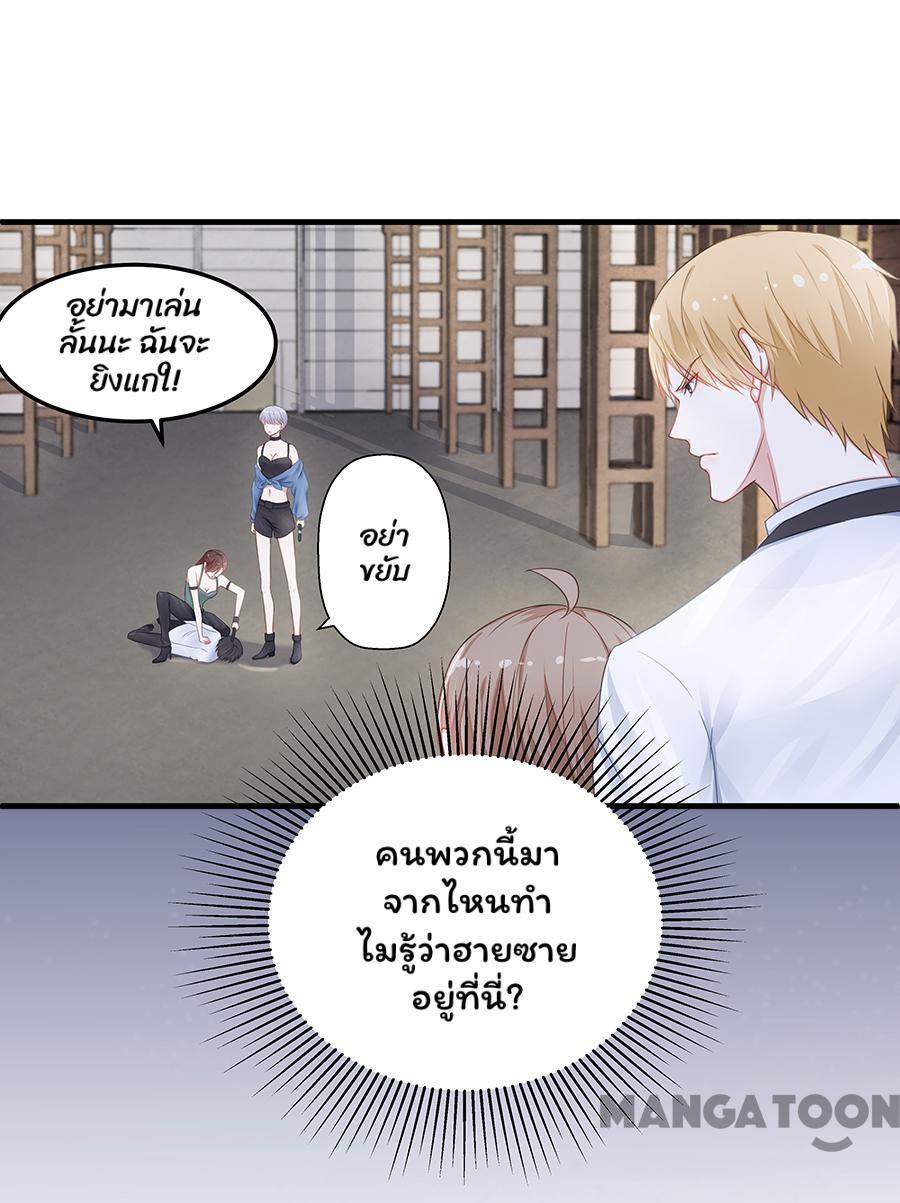 อย่ามาเล่น
ลั้นนะ ฉันจะ
ยิงแกใ!
อย่า
ขยับ
คนพวกนี้มา
จากไหนทำ
ไมรู้ว่าฮายซาย
อยู่ที่นี่?
MANGATOON